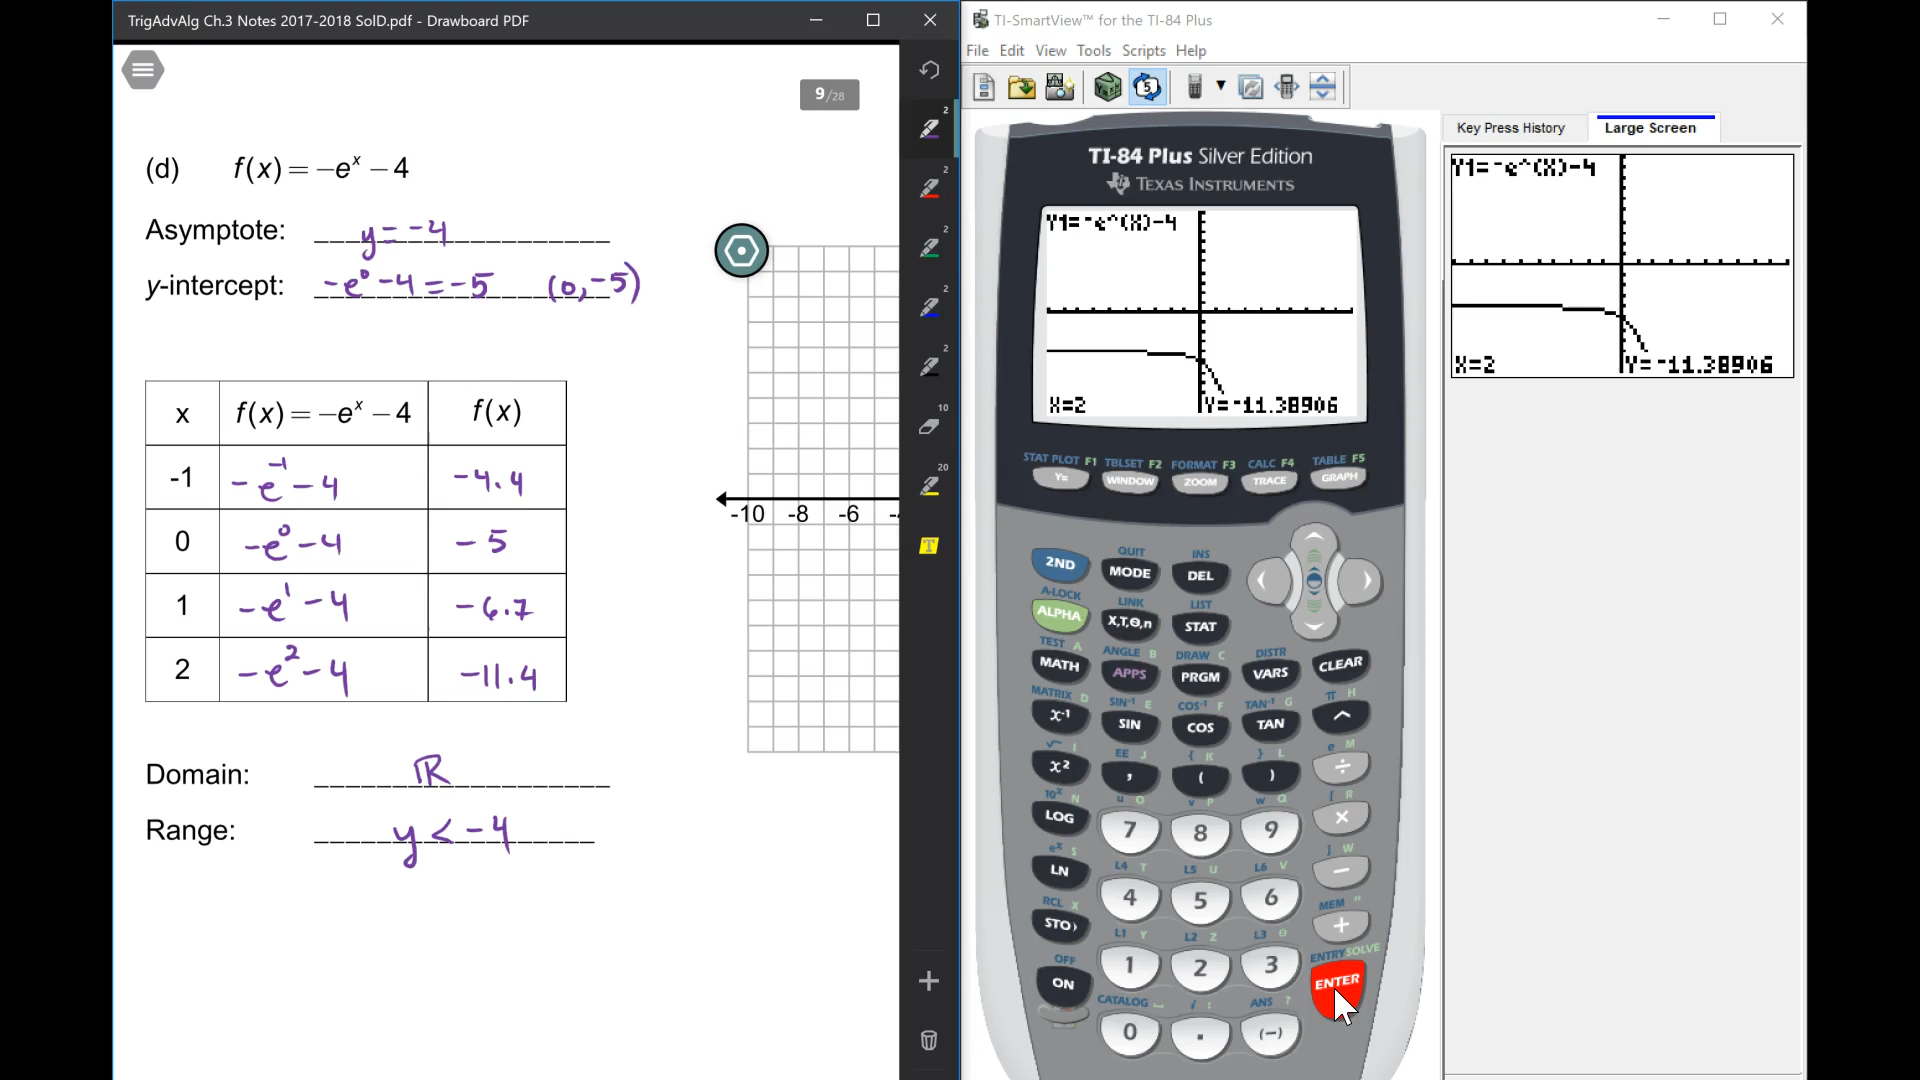 TrigAdvAlg Ch.3 Notes 2017-2018 SolD.pdf - Drawboard PDF
9/28
(d) f(x) = −e^x − 4
Asymptote: y = -4
y-intercept: -e^0 - 4 = -5 (0, -5)
x f(x) = −e^x − 4 f(x)
-1 -e^-1 - 4 -4.4
0 -e^0 - 4 -5
1 -e^1 - 4 -6.7
2 -e^2 - 4 -11.4
Domain: ℝ
Range: y < -4
-10 -8 -6
2
2
2
2
2
10
20
T
TI-SmartView™ for the TI-84 Plus
File Edit View Tools Scripts Help
Key Press History Large Screen
Y1=-e^(X)-4
X=2 Y=-11.38906
TI-84 Plus Silver Edition
TEXAS INSTRUMENTS
Y1=-e^(X)-4
X=2 Y=-11.38906
STAT PLOT F1 TBLSET F2 FORMAT F3 CALC F4 TABLE F5
Y= WINDOW ZOOM TRACE GRAPH
QUIT INS
2ND MODE DEL
A-LOCK LINK LIST
ALPHA X,T,Θ,n STAT
TEST A ANGLE B DRAW C DISTR
MATH APPS PRGM VARS CLEAR
MATRIX D SIN⁻¹ E COS⁻¹ F TAN⁻¹ G π H
x⁻¹ SIN COS TAN ^
√ I EE J { K } L e M
x² , ( ) ÷
10ˣ N u O v P w Q [ R
LOG 7 8 9 ×
eˣ S L4 T L5 U L6 V ] W
LN 4 5 6 −
RCL X L1 Y L2 Z L3 θ MEM "
STO› 1 2 3 +
OFF CATALOG i : ANS ? ENTRY SOLVE
ON 0 . (−) ENTER